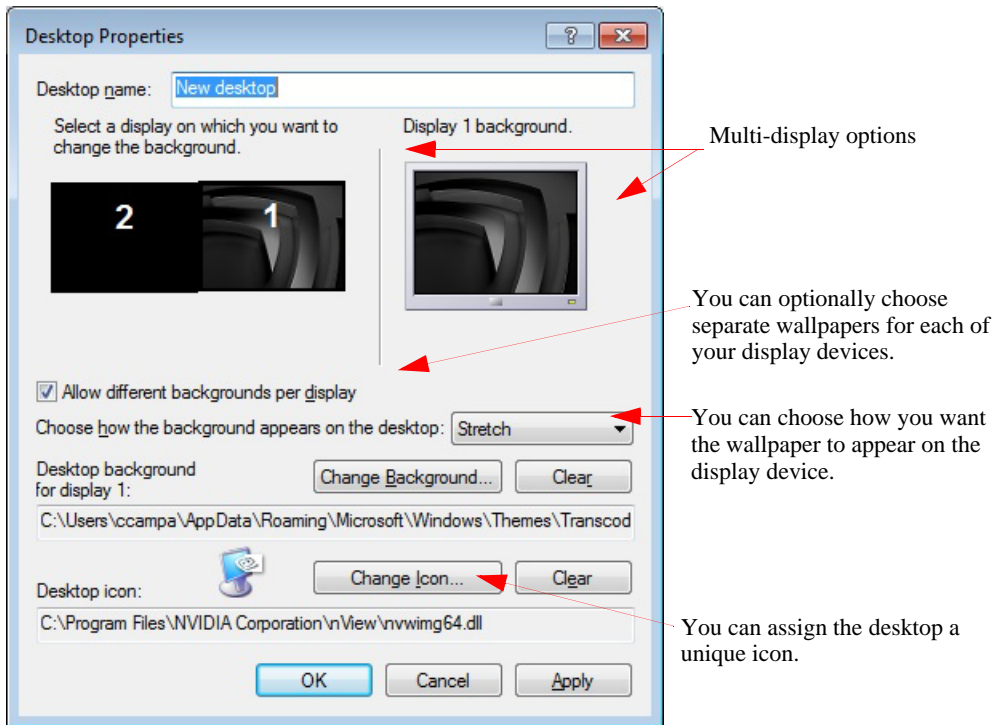 Desktop Properties
Desktop name: New desktop
Select a display on which you want to
change the background.
Display 1 background.
2
1
Multi-display options
You can optionally choose
separate wallpapers for each of
your display devices.
Allow different backgrounds per display
Choose how the background appears on the desktop: Stretch
You can choose how you want
the wallpaper to appear on the
display device.
Desktop background
for display 1:
Change Background... Clear
C:\Users\ccampa\AppData\Roaming\Microsoft\Windows\Themes\Transcod
Desktop icon:
Change Icon... Clear
C:\Program Files\NVIDIA Corporation\nView\nvwimg64.dll
You can assign the desktop a
unique icon.
OK Cancel Apply